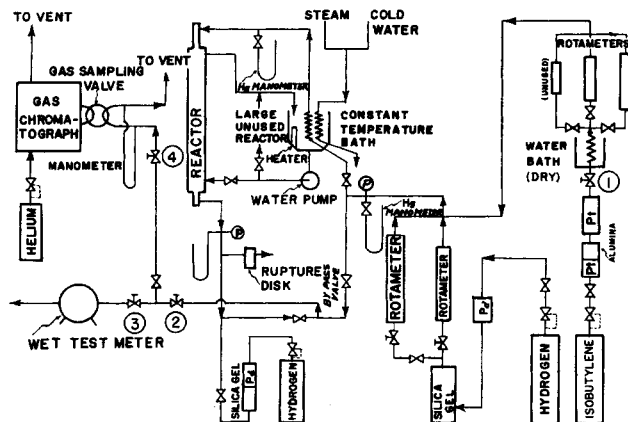 TO VENT
TO VENT
GAS SAMPLING
VALVE
GAS
CHROMA-
TOGRAPH
MANOMETER
HELIUM
④
REACTOR
STEAM
COLD
WATER
Hg MANOMETER
LARGE
UNUSED
REACTOR
HEATER
CONSTANT
TEMPERATURE
BATH
WATER PUMP
P
Hg
MANOMETER
P
RUPTURE
DISK
BY PASS
VALVE
ROTAMETER
ROTAMETER
ROTAMETERS
(UNUSED)
WATER
BATH
(DRY)
①
Pt
ALUMINA
Pt
Pd
WET TEST METER
③
②
SILICA GEL
Pd
HYDROGEN
SILICA
GEL
HYDROGEN
ISOBUTYLENE